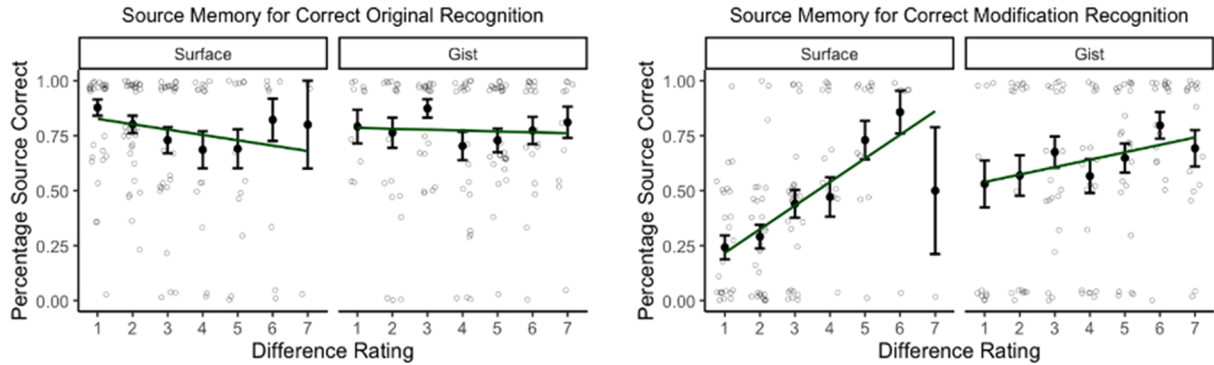 Source Memory for Correct Original Recognition
Surface
Gist
Percentage Source Correct
1.00
0.75
0.50
0.25
0.00
1 2 3 4 5 6 7
1 2 3 4 5 6 7
Difference Rating
Source Memory for Correct Modification Recognition
Surface
Gist
Percentage Source Correct
1.00
0.75
0.50
0.25
0.00
1 2 3 4 5 6 7
1 2 3 4 5 6 7
Difference Rating